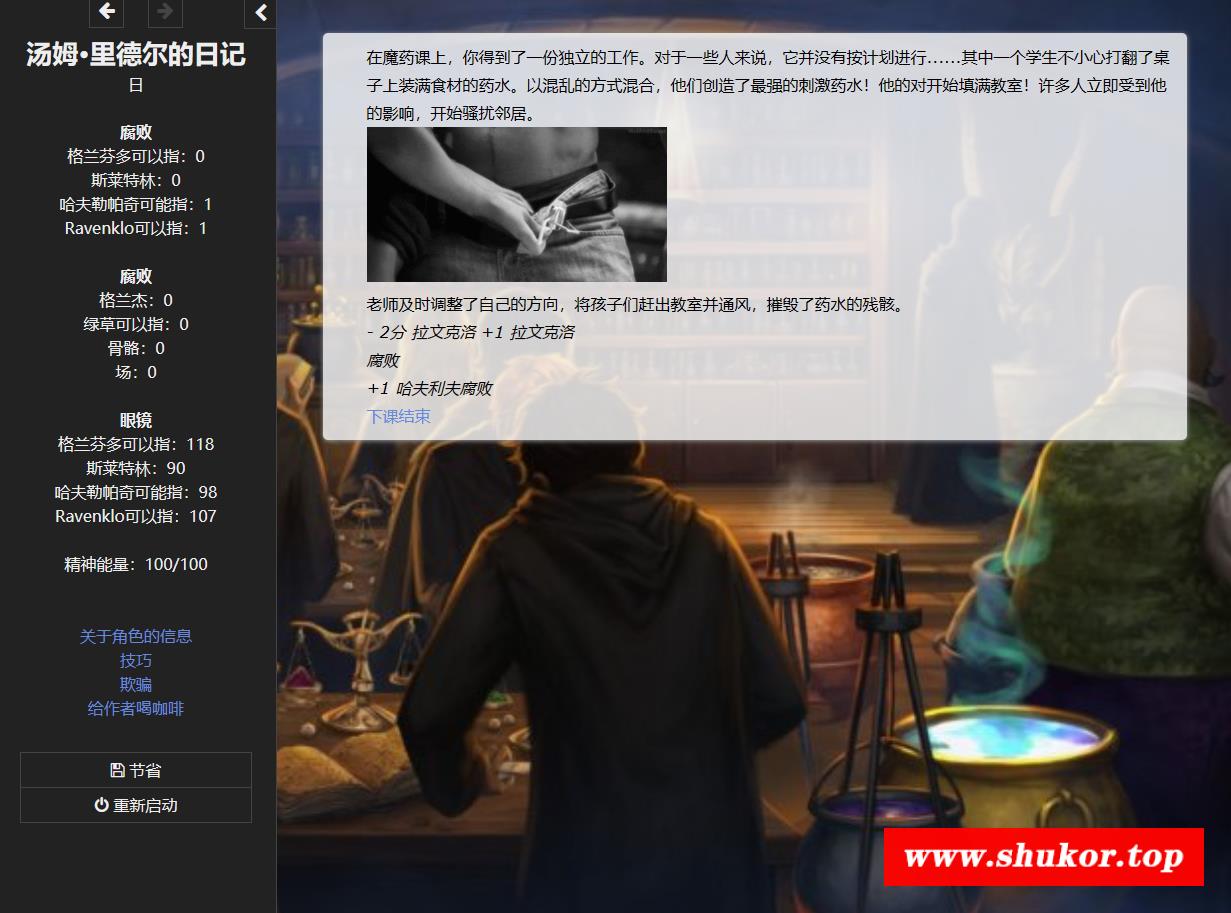 汤姆•里德尔的日记
日
腐败
格兰芬多可以指：0
斯莱特林：0
哈夫勒帕奇可能指：1
Ravenklo可以指：1
腐败
格兰杰：0
绿草可以指：0
骨骼：0
场：0
眼镜
格兰芬多可以指：118
斯莱特林：90
哈夫勒帕奇可能指：98
Ravenklo可以指：107
精神能量：100/100
关于角色的信息
技巧
欺骗
给作者喝咖啡
节省
重新启动
在魔药课上，你得到了一份独立的工作。对于一些人来说，它并没有按计划进行……其中一个学生不小心打翻了桌
子上装满食材的药水。以混乱的方式混合，他们创造了最强的刺激药水！他的对开始填满教室！许多人立即受到他
的影响，开始骚扰邻居。
老师及时调整了自己的方向，将孩子们赶出教室并通风，摧毁了药水的残骸。
- 2分 拉文克洛 +1 拉文克洛
腐败
+1 哈夫利夫腐败
下课结束
www.shukor.top